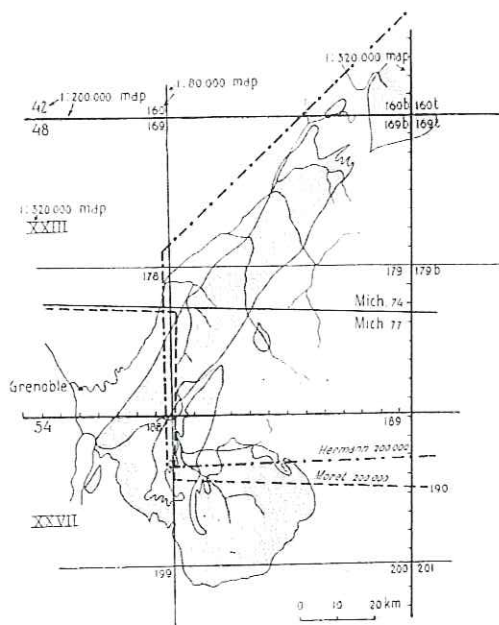 1:320.000 map
42 1:200.000 map
1:80.000 map
48
160
169
160b 160t
169b 169t
1:320.000 map
XXIII
178
179 179b
Mich. 74
Mich 77
Grenoble
54
188
189
Hermann 200.000
Moret 200.000
190
XXVII
199
200 201
0 10 20 km